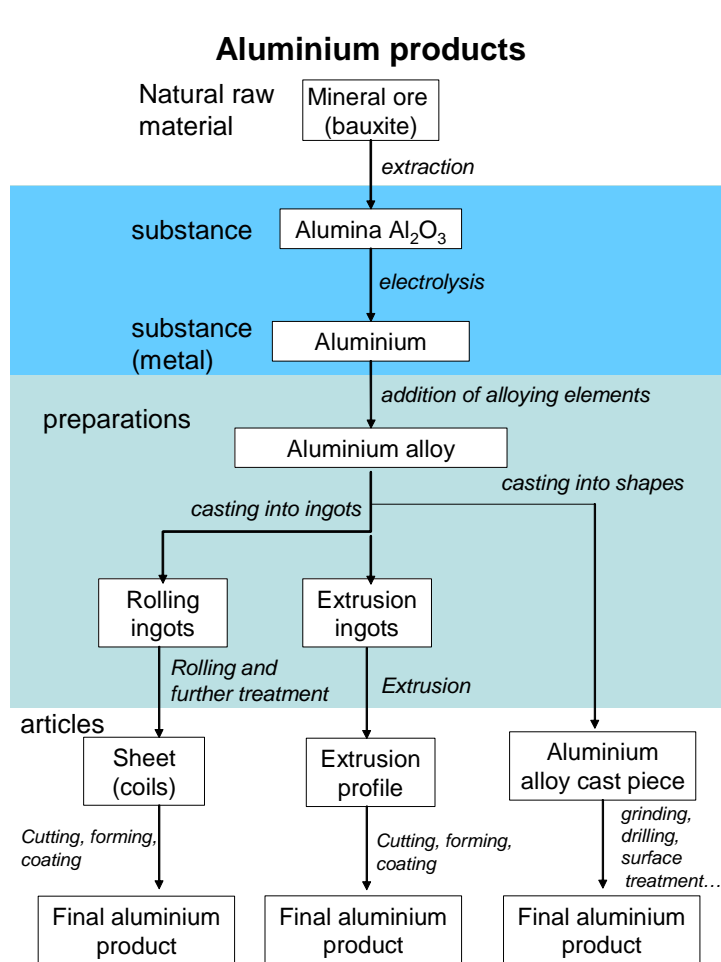 Aluminium products
Natural raw
material
Mineral ore
(bauxite)
extraction
substance
Alumina Al₂O₃
electrolysis
substance
(metal)
Aluminium
addition of alloying elements
preparations
Aluminium alloy
casting into shapes
casting into ingots
Rolling
ingots
Extrusion
ingots
Rolling and
further treatment
Extrusion
articles
Sheet
(coils)
Extrusion
profile
Aluminium
alloy cast piece
Cutting, forming,
coating
Cutting, forming,
coating
grinding,
drilling,
surface
treatment…
Final aluminium
product
Final aluminium
product
Final aluminium
product